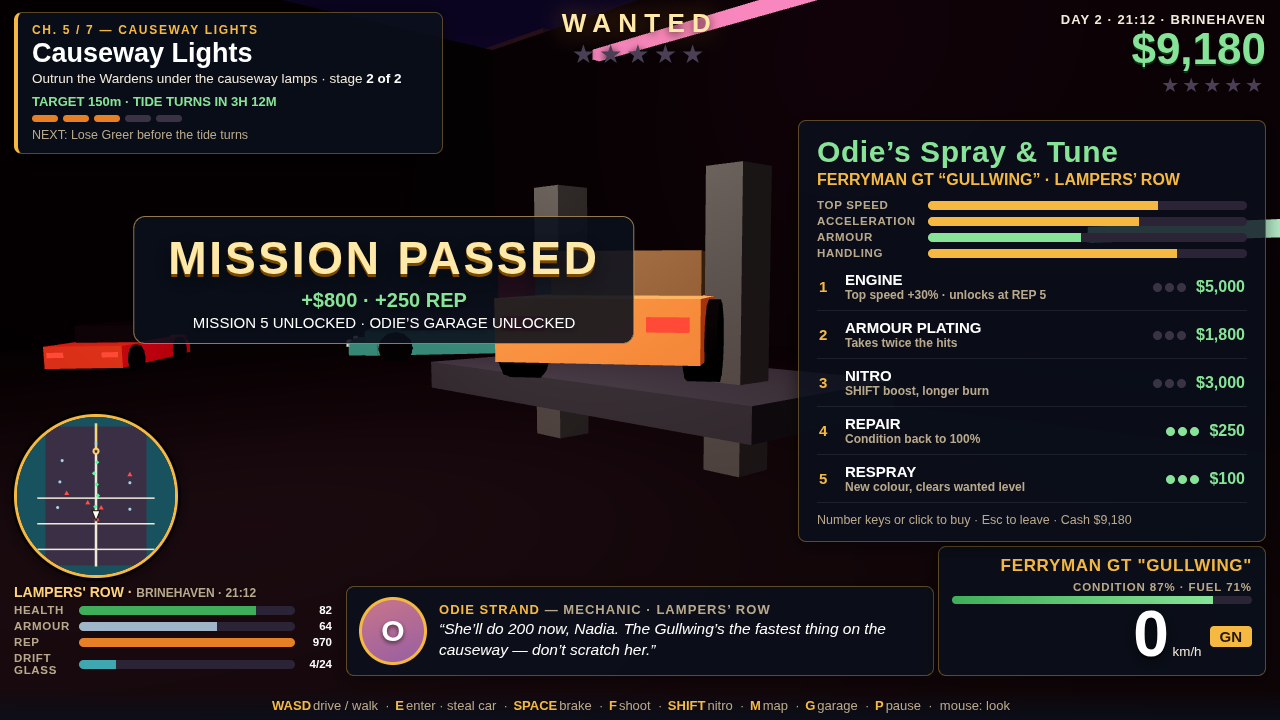 CH. 5 / 7 — CAUSEWAY LIGHTS
Causeway Lights
Outrun the Wardens under the causeway lamps · stage 2 of 2
TARGET 150m · TIDE TURNS IN 3H 12M
NEXT: Lose Greer before the tide turns
WANTED
★★★★★
DAY 2 · 21:12 · BRINEHAVEN
$9,180
★★★★★
MISSION PASSED
+$800 · +250 REP
MISSION 5 UNLOCKED · ODIE’S GARAGE UNLOCKED
Odie’s Spray & Tune
FERRYMAN GT “GULLWING” · LAMPERS’ ROW
TOP SPEED
ACCELERATION
ARMOUR
HANDLING
1 ENGINE $5,000
Top speed +30% · unlocks at REP 5
2 ARMOUR PLATING $1,800
Takes twice the hits
3 NITRO $3,000
SHIFT boost, longer burn
4 REPAIR $250
Condition back to 100%
5 RESPRAY $100
New colour, clears wanted level
Number keys or click to buy · Esc to leave · Cash $9,180
LAMPERS' ROW · BRINEHAVEN · 21:12
HEALTH 82
ARMOUR 64
REP 970
DRIFT GLASS 4/24
O
ODIE STRAND — MECHANIC · LAMPERS’ ROW
“She’ll do 200 now, Nadia. The Gullwing’s the fastest thing on the
causeway — don’t scratch her.”
FERRYMAN GT "GULLWING"
CONDITION 87% · FUEL 71%
0 km/h GN
WASD drive / walk · E enter · steal car · SPACE brake · F shoot · SHIFT nitro · M map · G garage · P pause · mouse: look